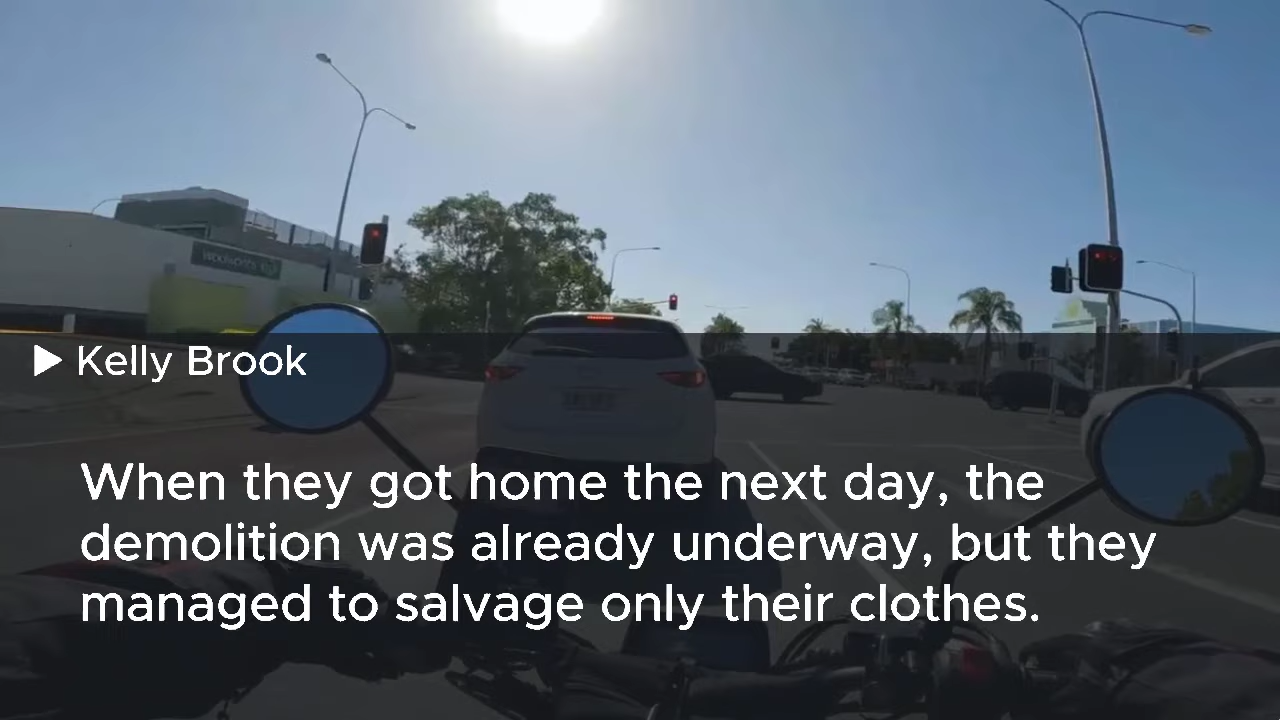 ▶ Kelly Brook
When they got home the next day, the
demolition was already underway, but they
managed to salvage only their clothes.